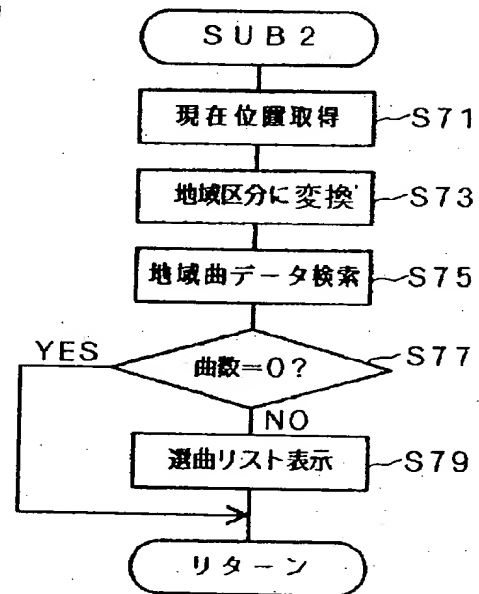 SUB2
現在位置取得 S71
地域区分に変換 S73
地域曲データ検索 S75
YES 曲数=0? S77
NO
選曲リスト表示 S79
リターン